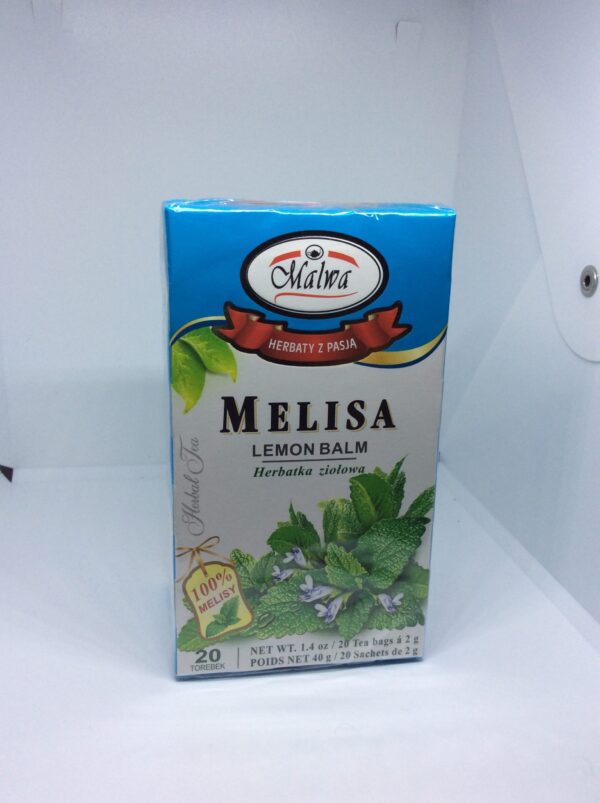 Malwa
HERBATY Z PASJĄ
MELISA
LEMON BALM
Herbatka ziołowa
Herbal Tea
100%
MELISY
20
TOREBEK
NET WT. 1.4 oz / 20 Tea bags á 2 g
POIDS NET 40 g / 20 Sachets de 2 g